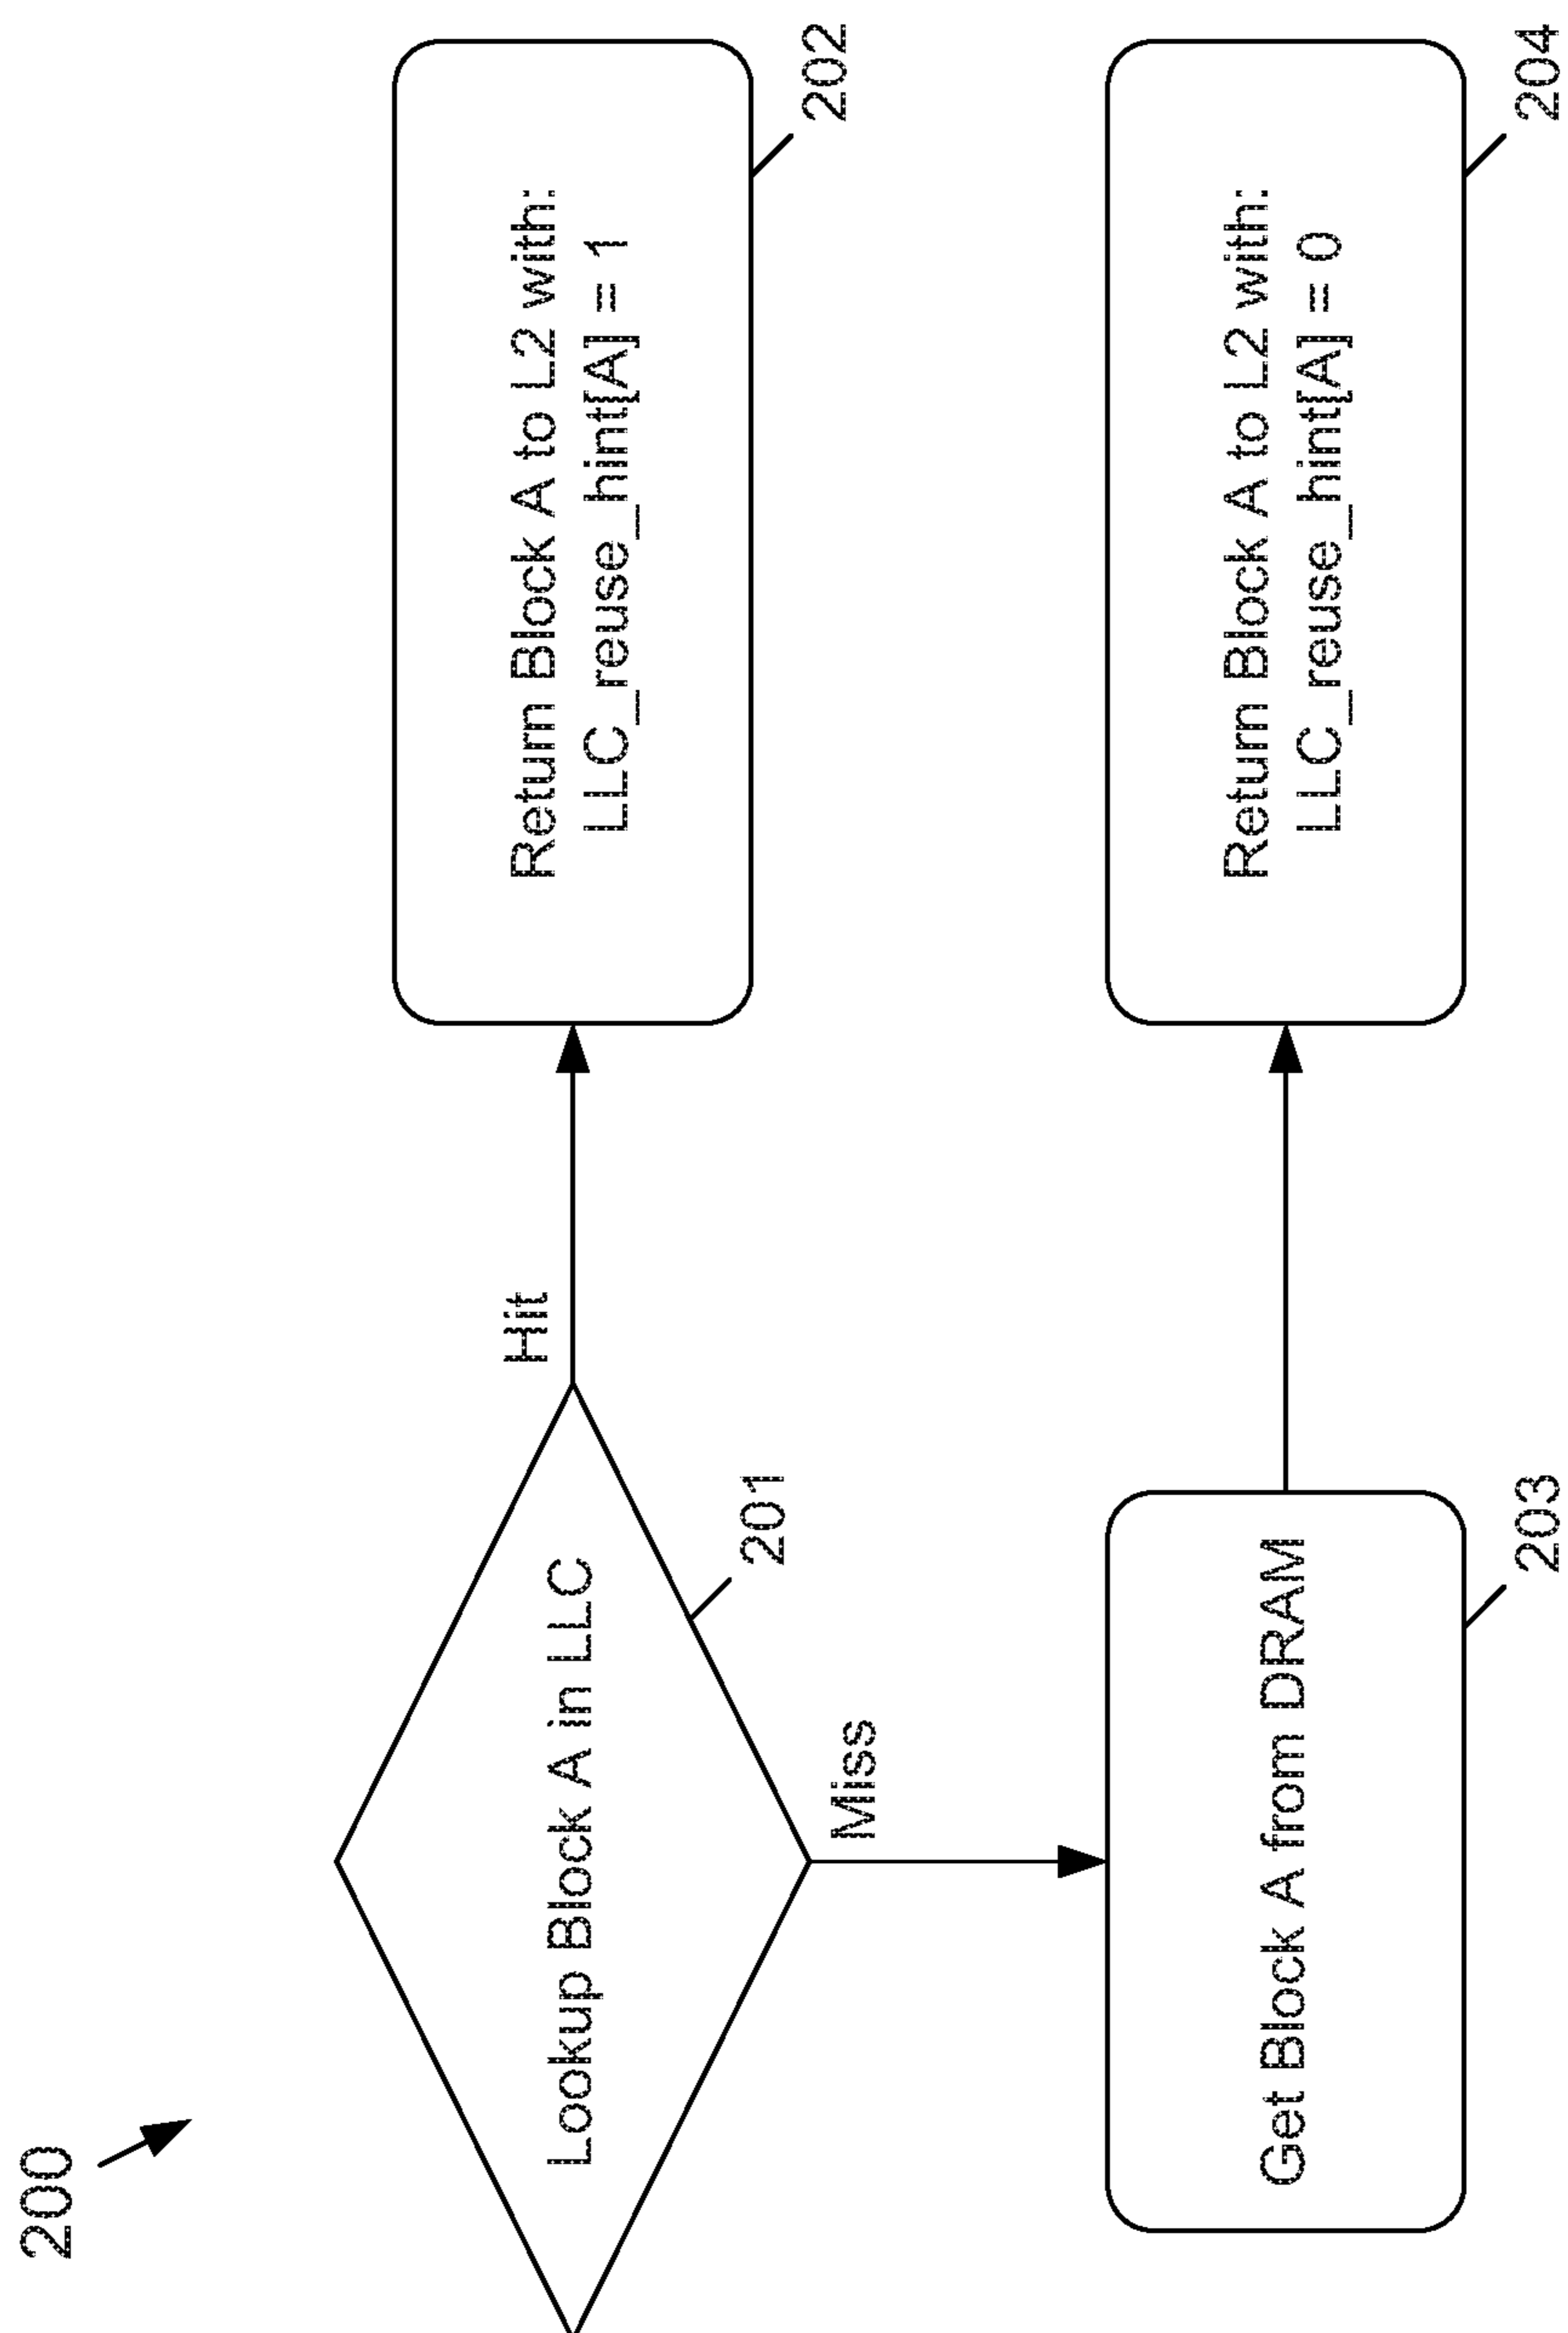 200
Lookup Block A in LLC
201
Hit
Return Block A to L2 with:
LLC_reuse_hint[A] = 1
202
Miss
Get Block A from DRAM
203
Return Block A to L2 with:
LLC_reuse_hint[A] = 0
204